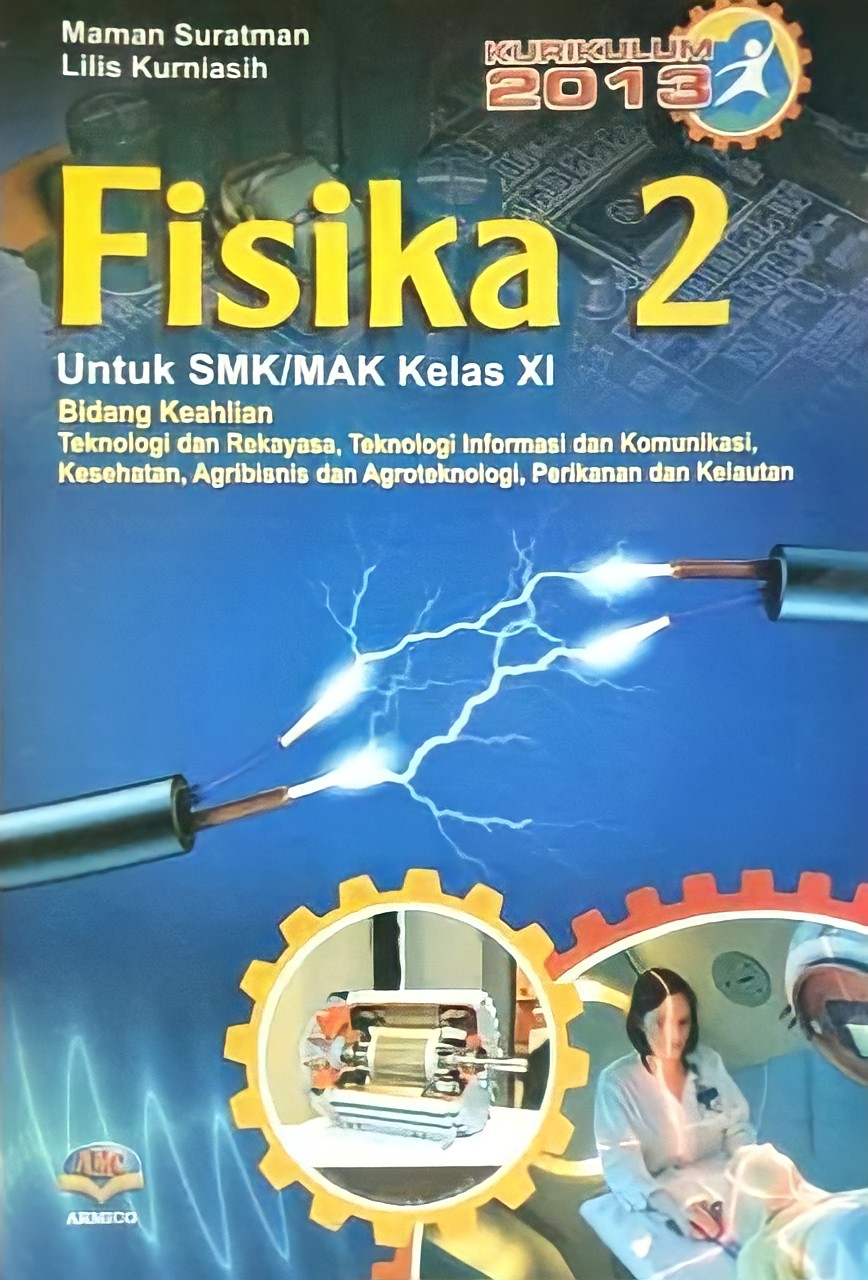 Maman Suratman
Lilis Kurniasih
KURIKULUM
2013
Fisika 2
Untuk SMK/MAK Kelas XI
Bidang Keahlian
Teknologi dan Rekayasa, Teknologi Informasi dan Komunikasi,
Kesehatan, Agribisnis dan Agroteknologi, Perikanan dan Kelautan
AMC
ARMICO